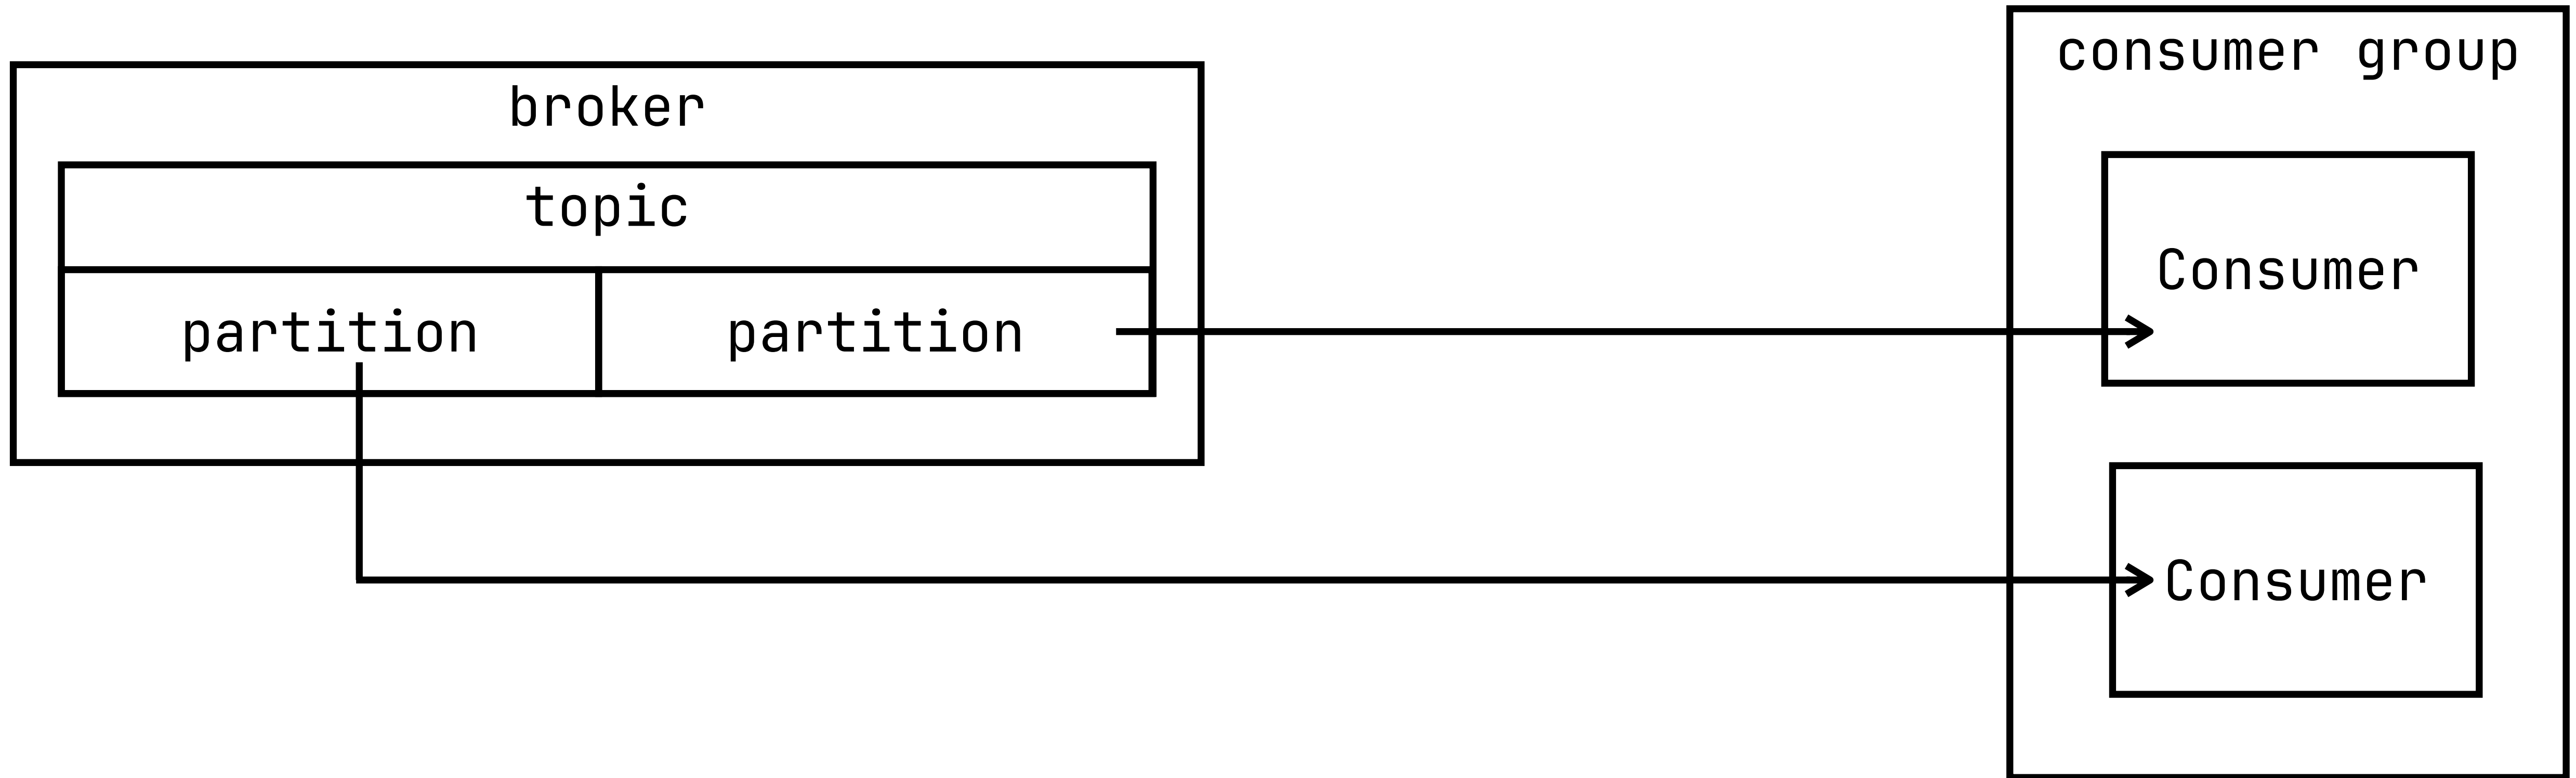 broker
topic
partition
partition
consumer group
Consumer
Consumer